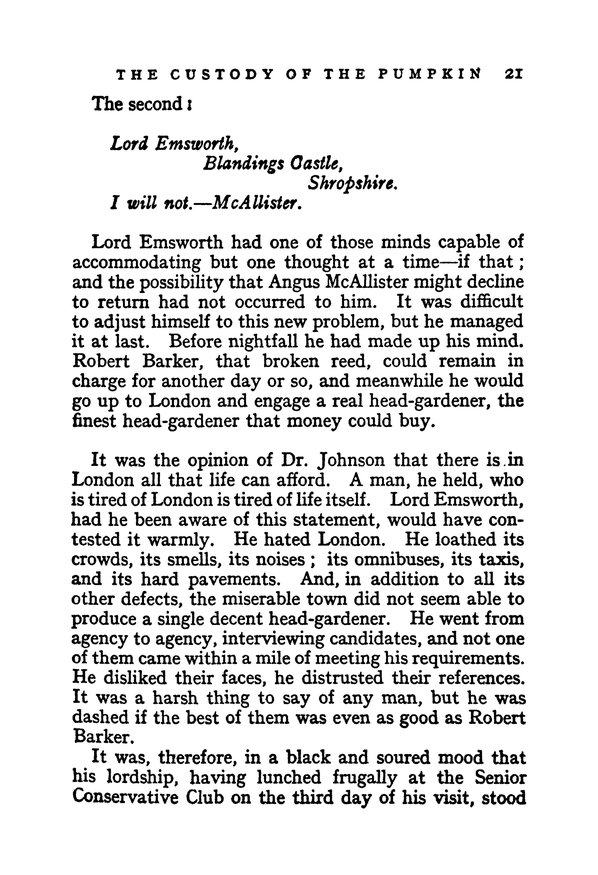 THE CUSTODY OF THE PUMPKIN 21
The second:
Lord Emsworth,
Blandings Castle,
Shropshire.
I will not.—McAllister.
Lord Emsworth had one of those minds capable of
accommodating but one thought at a time—if that ;
and the possibility that Angus McAllister might decline
to return had not occurred to him. It was difficult
to adjust himself to this new problem, but he managed
it at last. Before nightfall he had made up his mind.
Robert Barker, that broken reed, could remain in
charge for another day or so, and meanwhile he would
go up to London and engage a real head-gardener, the
finest head-gardener that money could buy.
It was the opinion of Dr. Johnson that there is in
London all that life can afford. A man, he held, who
is tired of London is tired of life itself. Lord Emsworth,
had he been aware of this statement, would have con-
tested it warmly. He hated London. He loathed its
crowds, its smells, its noises ; its omnibuses, its taxis,
and its hard pavements. And, in addition to all its
other defects, the miserable town did not seem able to
produce a single decent head-gardener. He went from
agency to agency, interviewing candidates, and not one
of them came within a mile of meeting his requirements.
He disliked their faces, he distrusted their references.
It was a harsh thing to say of any man, but he was
dashed if the best of them was even as good as Robert
Barker.
It was, therefore, in a black and soured mood that
his lordship, having lunched frugally at the Senior
Conservative Club on the third day of his visit, stood